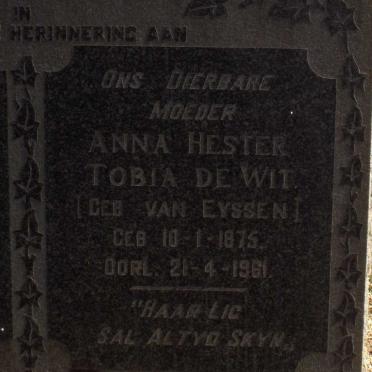 IN
HERINNERING AAN
ONS DIERBARE
MOEDER
ANNA HESTER
TOBIA DE WIT
[GEB VAN EYSSEN]
GEB 10-1-1875.
OORL. 21-4-1961.
"HAAR LIG
SAL ALTYD SKYN"